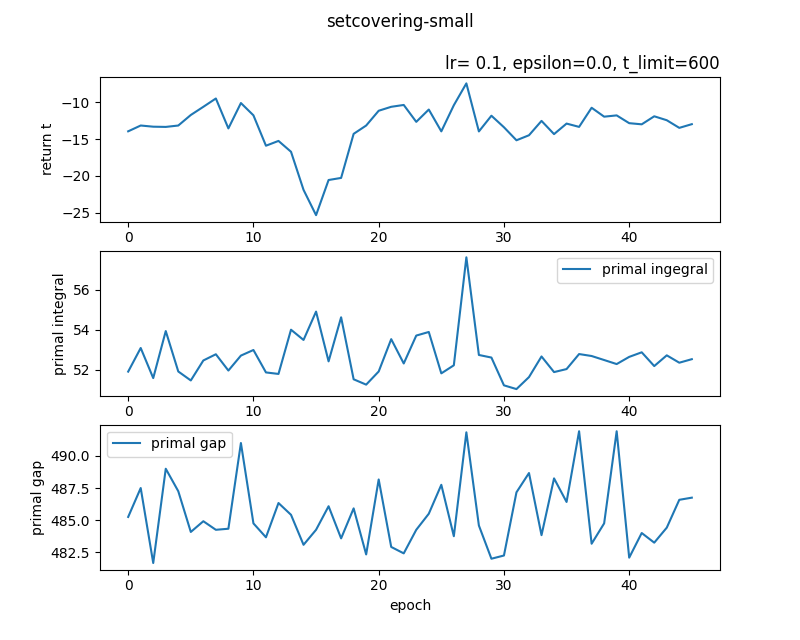 setcovering-small
lr= 0.1, epsilon=0.0, t_limit=600
return t
−10
−15
−20
−25
0 10 20 30 40
primal integral
primal ingegral
56
54
52
0 10 20 30 40
primal gap
primal gap
490.0
487.5
485.0
482.5
0 10 20 30 40
epoch